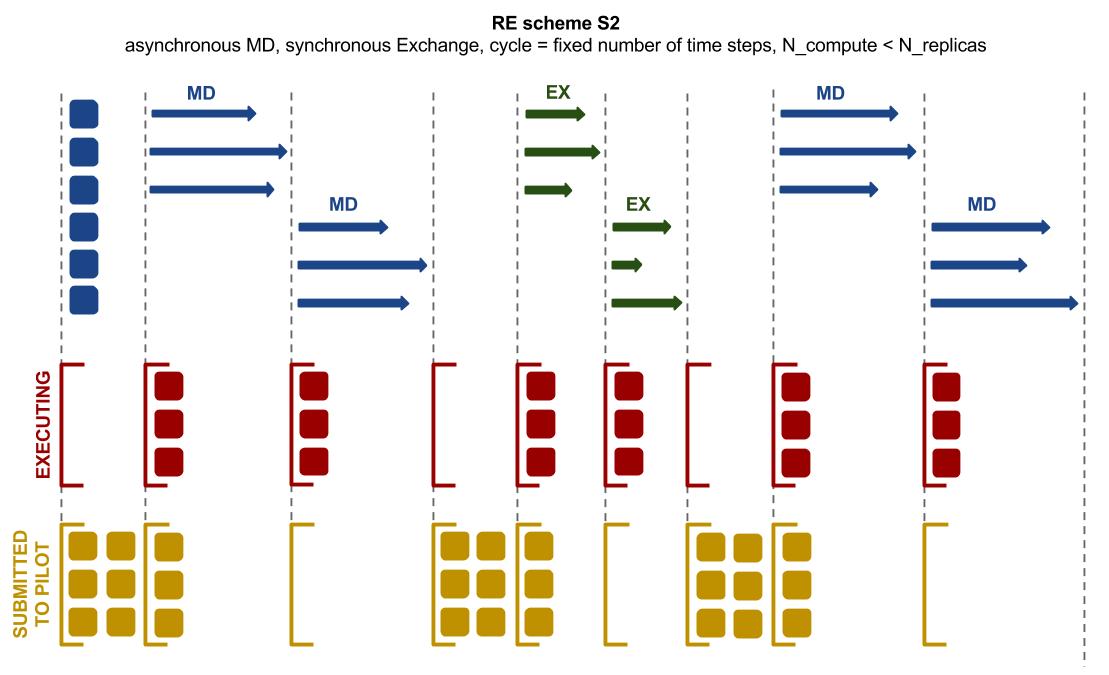 RE scheme S2
asynchronous MD, synchronous Exchange, cycle = fixed number of time steps, N_compute < N_replicas
MD
EX
MD
MD
EX
MD
EXECUTING
SUBMITTED
TO PILOT